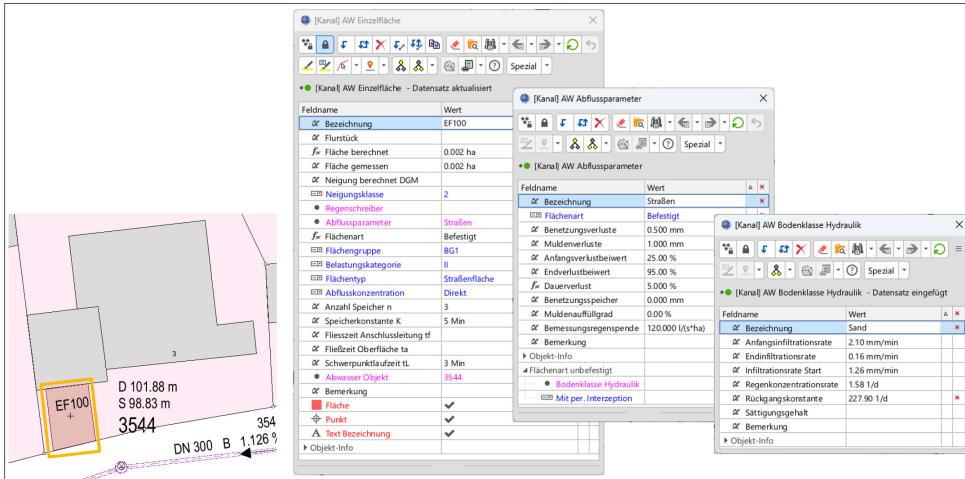 [Kanal] AW Einzelfläche
Spezial
[Kanal] AW Einzelfläche - Datensatz aktualisiert
Feldname Wert
Bezeichnung EF100
Flurstück
Fläche berechnet 0.002 ha
Fläche gemessen 0.002 ha
Neigung berechnet DGM
Neigungsklasse 2
Regenschreiber
Abflussparameter Straßen
Flächenart Befestigt
Flächengruppe BG1
Belastungskategorie II
Flächentyp Straßenfläche
Abflusskonzentration Direkt
Anzahl Speicher n 3
Speicherkonstante K 5 Min
Fliesszeit Anschlussleitung tf
Fließzeit Oberfläche ta
Schwerpunktlaufzeit tL 3 Min
Abwasser Objekt 3544
Bemerkung
Fläche
Punkt
A Text Bezeichnung
Objekt-Info
[Kanal] AW Abflussparameter
Spezial
[Kanal] AW Abflussparameter
Feldname Wert
Bezeichnung Straßen
Flächenart Befestigt
Benetzungsverluste 0.500 mm
Muldenverluste 1.000 mm
Anfangsverlustbeiwert 25.00 %
Endverlustbeiwert 95.00 %
Dauerverlust 5.000 %
Benetzungsspeicher 0.000 mm
Muldenauffüllgrad 0.00 %
Bemessungsregenspende 120.000 l/(s*ha)
Bemerkung
Objekt-Info
Flächenart unbefestigt
Bodenklasse Hydraulik
Mit per. Interzeption
[Kanal] AW Bodenklasse Hydraulik
Spezial
[Kanal] AW Bodenklasse Hydraulik - Datensatz eingefügt
Feldname Wert
Bezeichnung Sand
Anfangsinfiltrationsrate 2.10 mm/min
Endinfiltrationsrate 0.16 mm/min
Infiltrationsrate Start 1.26 mm/min
Regenkonzentrationsrate 1.58 1/d
Rückgangskonstante 227.90 1/d
Sättigungsgehalt
Bemerkung
Objekt-Info
3
EF100
D 101.88 m
S 98.83 m
3544
354
DN 300 B 1.126 %